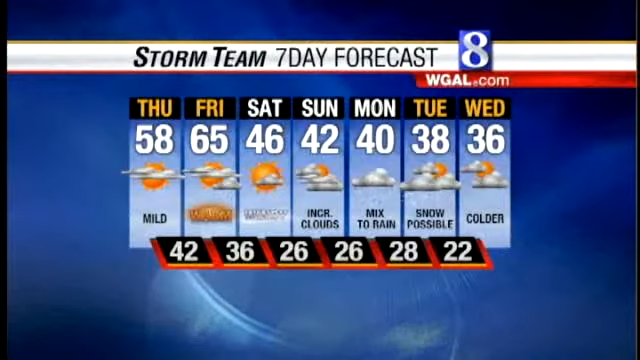 STORM TEAM 7DAY FORECAST 8
WGAL.com
THU FRI SAT SUN MON TUE WED
58 65 46 42 40 38 36
MILD WARM INCR. CLOUDS MIX TO RAIN SNOW POSSIBLE COLDER
42 36 26 26 28 22